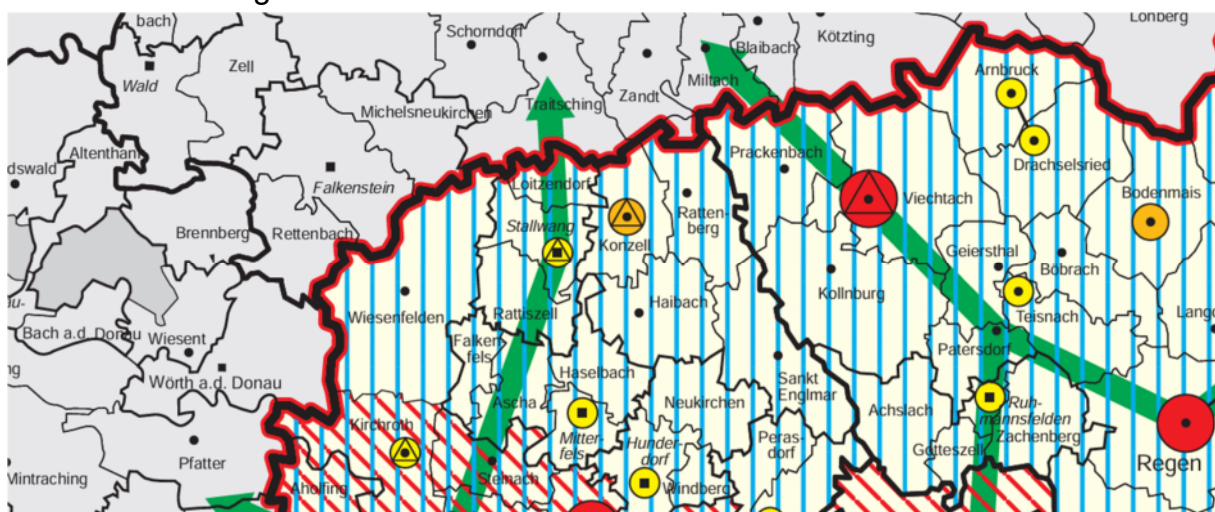 bach
Schorndorf
Kötzting
Lohberg
Blaibach
Zell
Wald
Miltach
Arnbruck
Zandt
Traitsching
Michelsneukirchen
Altenthann
Prackenbach
Drachselsried
dswald
Falkenstein
Loitzendorf
Viechtach
Bodenmais
Stallwang
Ratten-
berg
Brennberg
Rettenbach
Konzell
Geiersthal
Böbrach
Kollnburg
Haibach
Wiesenfelden
Rattiszell
Teisnach
Bach a.d. Donau
Wiesent
Falken-
fels
Patersdorf
Haselbach
Wörth a.d. Donau
Sankt
Englmar
Ascha
Neukirchen
Achslach
Ruh-
mannsfelden
Kirchroth
Mitter-
fels
Hunder-
dorf
Peras-
dorf
Zachenberg
Gotteszell
Pfatter
Regen
Mintraching
Steinach
Aholfing
Windberg